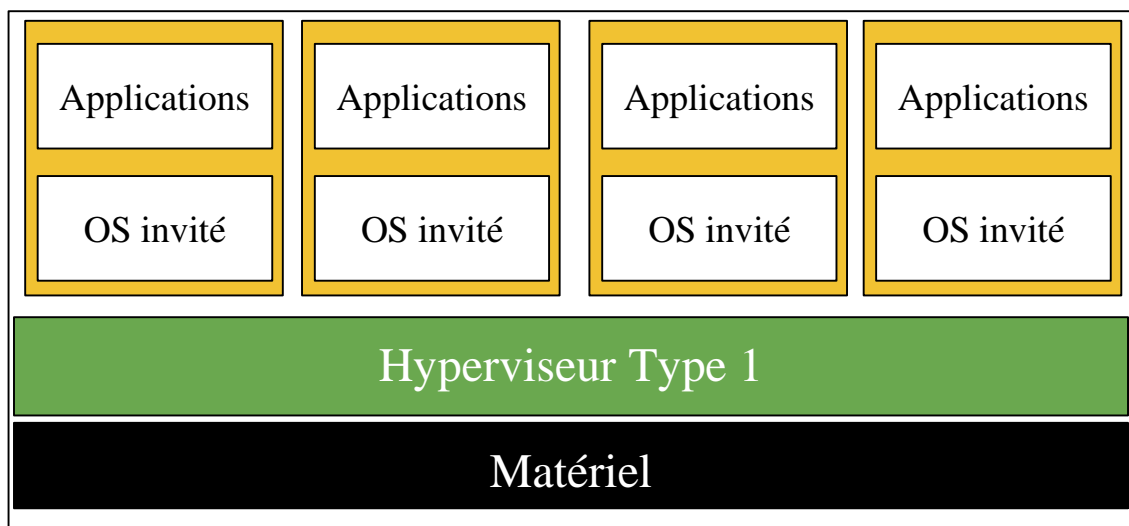 Applications
Applications
Applications
Applications
OS invité
OS invité
OS invité
OS invité
Hyperviseur Type 1
Matériel